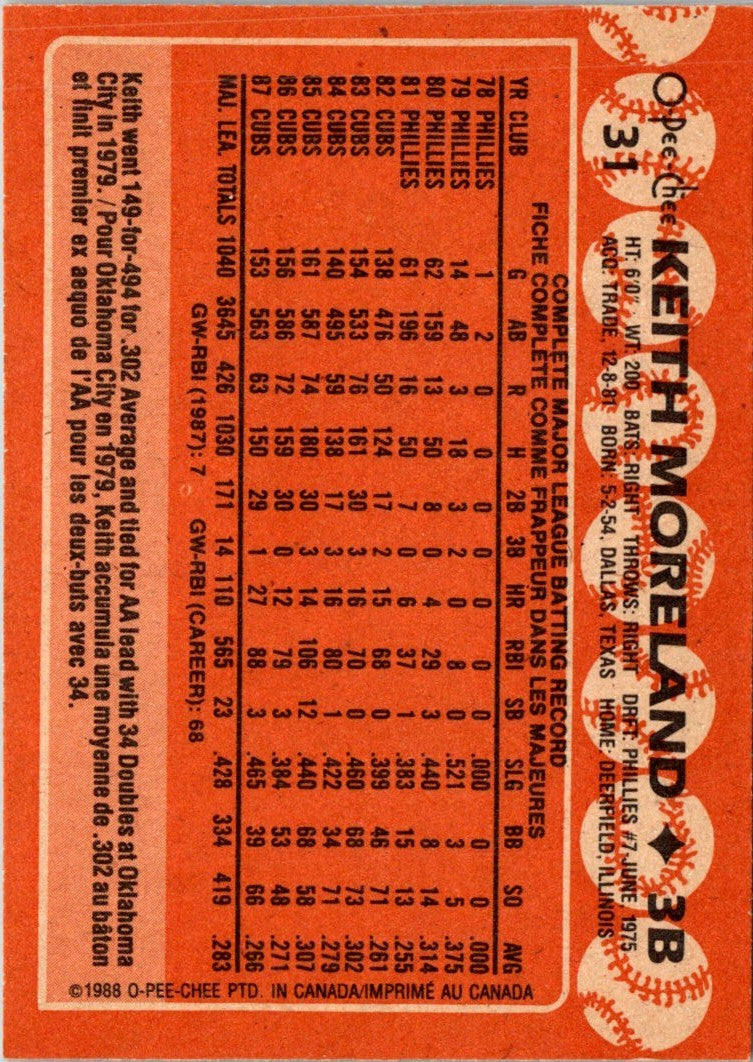 O-Pee-Chee KEITH MORELAND ✦ 3B
31 HT: 6'0" WT: 200 BATS: RIGHT THROWS: RIGHT DRFT: PHILLIES #7-JUNE, 1975
ACQ: TRADE, 12-8-81 BORN: 5-2-54, DALLAS, TEXAS HOME: DEERFIELD, ILLINOIS
COMPLETE MAJOR LEAGUE BATTING RECORD
FICHE COMPLÈTE COMME FRAPPEUR DANS LES MAJEURES
YR CLUB G AB R H 2B 3B HR RBI SB SLG BB SO AVG
78 PHILLIES 1 2 0 0 0 0 0 0 0 .000 0 0 .000
79 PHILLIES 14 48 3 18 3 2 0 8 0 .521 3 5 .375
80 PHILLIES 62 159 13 50 8 0 4 29 3 .440 8 14 .314
81 PHILLIES 61 196 16 50 7 0 6 37 1 .383 15 13 .255
82 CUBS 138 476 50 124 17 2 15 68 0 .399 46 71 .261
83 CUBS 154 533 76 161 30 3 16 70 0 .460 68 73 .302
84 CUBS 140 495 59 138 17 3 16 80 1 .422 34 71 .279
85 CUBS 161 587 74 180 30 3 14 106 12 .440 68 58 .307
86 CUBS 156 586 72 159 30 0 12 79 3 .384 53 48 .271
87 CUBS 153 563 63 150 29 1 27 88 3 .465 39 66 .266
MAJ. LEA. TOTALS 1040 3645 426 1030 171 14 110 565 23 .428 334 419 .283
GW-RBI (1987): 7 GW-RBI (CAREER): 68
Keith went 149-for-494 for .302 Average and tied for AA lead with 34 Doubles at Oklahoma
City in 1979. / Pour Oklahoma City en 1979, Keith accumula une moyenne de .302 au bâton
et finit premier ex aequo de l'AA pour les deux-buts avec 34.
©1988 O-PEE-CHEE PTD. IN CANADA/IMPRIMÉ AU CANADA